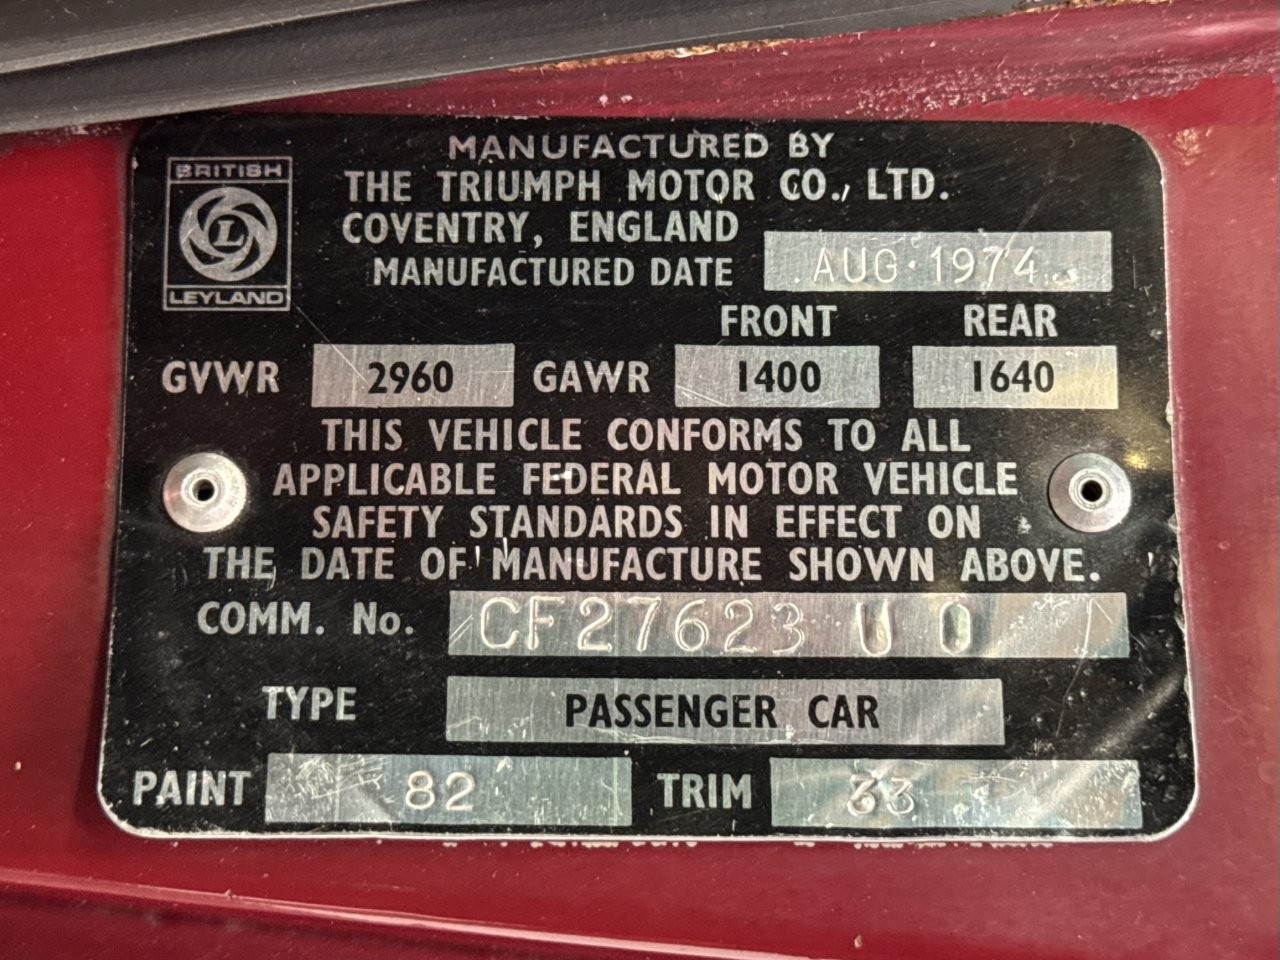 MANUFACTURED BY
BRITISH
L
LEYLAND
THE TRIUMPH MOTOR CO., LTD.
COVENTRY, ENGLAND
MANUFACTURED DATE AUG · 1974
FRONT REAR
GVWR 2960 GAWR 1400 1640
THIS VEHICLE CONFORMS TO ALL
APPLICABLE FEDERAL MOTOR VEHICLE
SAFETY STANDARDS IN EFFECT ON
THE DATE OF MANUFACTURE SHOWN ABOVE.
COMM. No. CF27623 U O
TYPE PASSENGER CAR
PAINT 82 TRIM 33